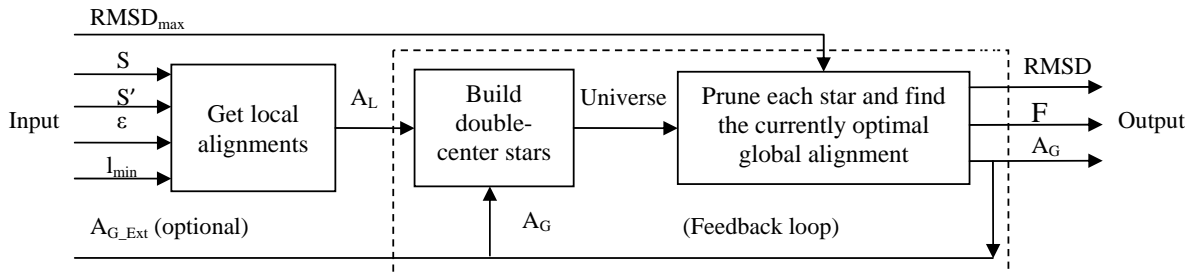 RMSDmax
S
S'
ε
lmin
Input
Get local
alignments
AL
Build
double-
center stars
Universe
Prune each star and find
the currently optimal
global alignment
RMSD
F
AG
Output
AG_Ext (optional)
AG
(Feedback loop)